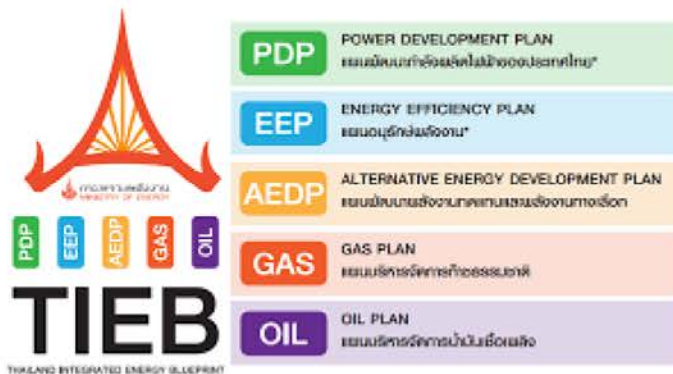 กระทรวงพลังงาน
MINISTRY OF ENERGY
PDP
EEP
AEDP
GAS
OIL
TIEB
THAILAND INTEGRATED ENERGY BLUEPRINT
PDP
POWER DEVELOPMENT PLAN
แผนพัฒนากำลังผลิตไฟฟ้าของประเทศไทย*
EEP
ENERGY EFFICIENCY PLAN
แผนอนุรักษ์พลังงาน*
AEDP
ALTERNATIVE ENERGY DEVELOPMENT PLAN
แผนพัฒนาพลังงานทดแทนและพลังงานทางเลือก
GAS
GAS PLAN
แผนบริหารจัดการก๊าซธรรมชาติ
OIL
OIL PLAN
แผนบริหารจัดการน้ำมันเชื้อเพลิง